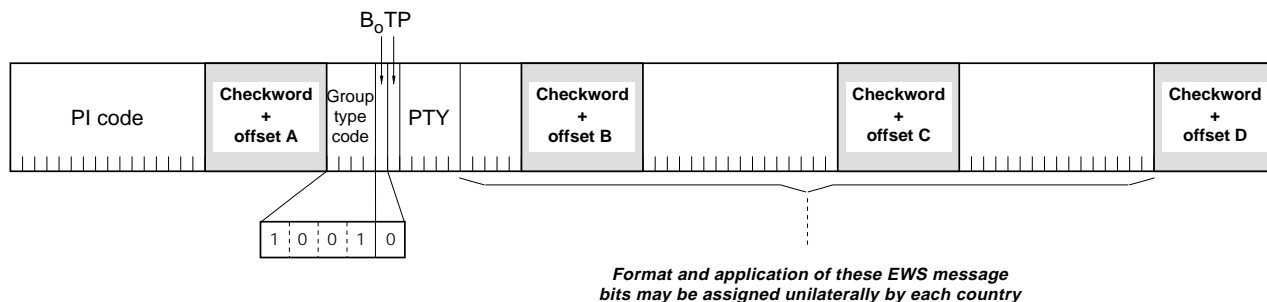 BoTP
PI code
Checkword
+
offset A
Group
type
code
PTY
Checkword
+
offset B
Checkword
+
offset C
Checkword
+
offset D
1 0 0 1 0
Format and application of these EWS message
bits may be assigned unilaterally by each country